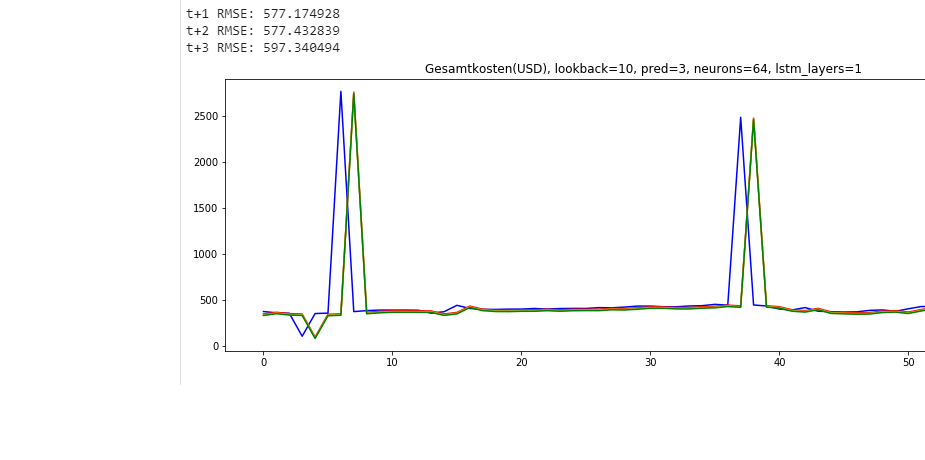 t+1 RMSE: 577.174928
t+2 RMSE: 577.432839
t+3 RMSE: 597.340494
Gesamtkosten(USD), lookback=10, pred=3, neurons=64, lstm_layers=1
2500
2000
1500
1000
500
0
0 10 20 30 40 50